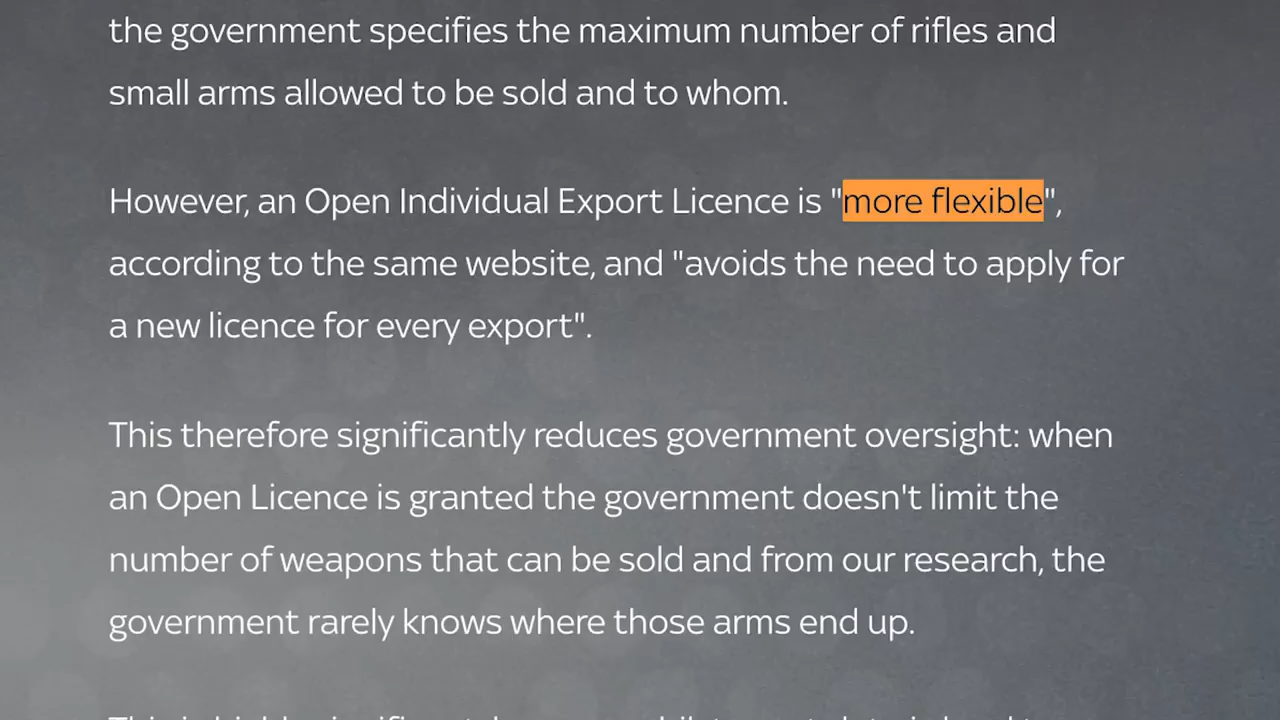 the government specifies the maximum number of rifles and
small arms allowed to be sold and to whom.
However, an Open Individual Export Licence is "more flexible",
according to the same website, and "avoids the need to apply for
a new licence for every export".
This therefore significantly reduces government oversight: when
an Open Licence is granted the government doesn't limit the
number of weapons that can be sold and from our research, the
government rarely knows where those arms end up.